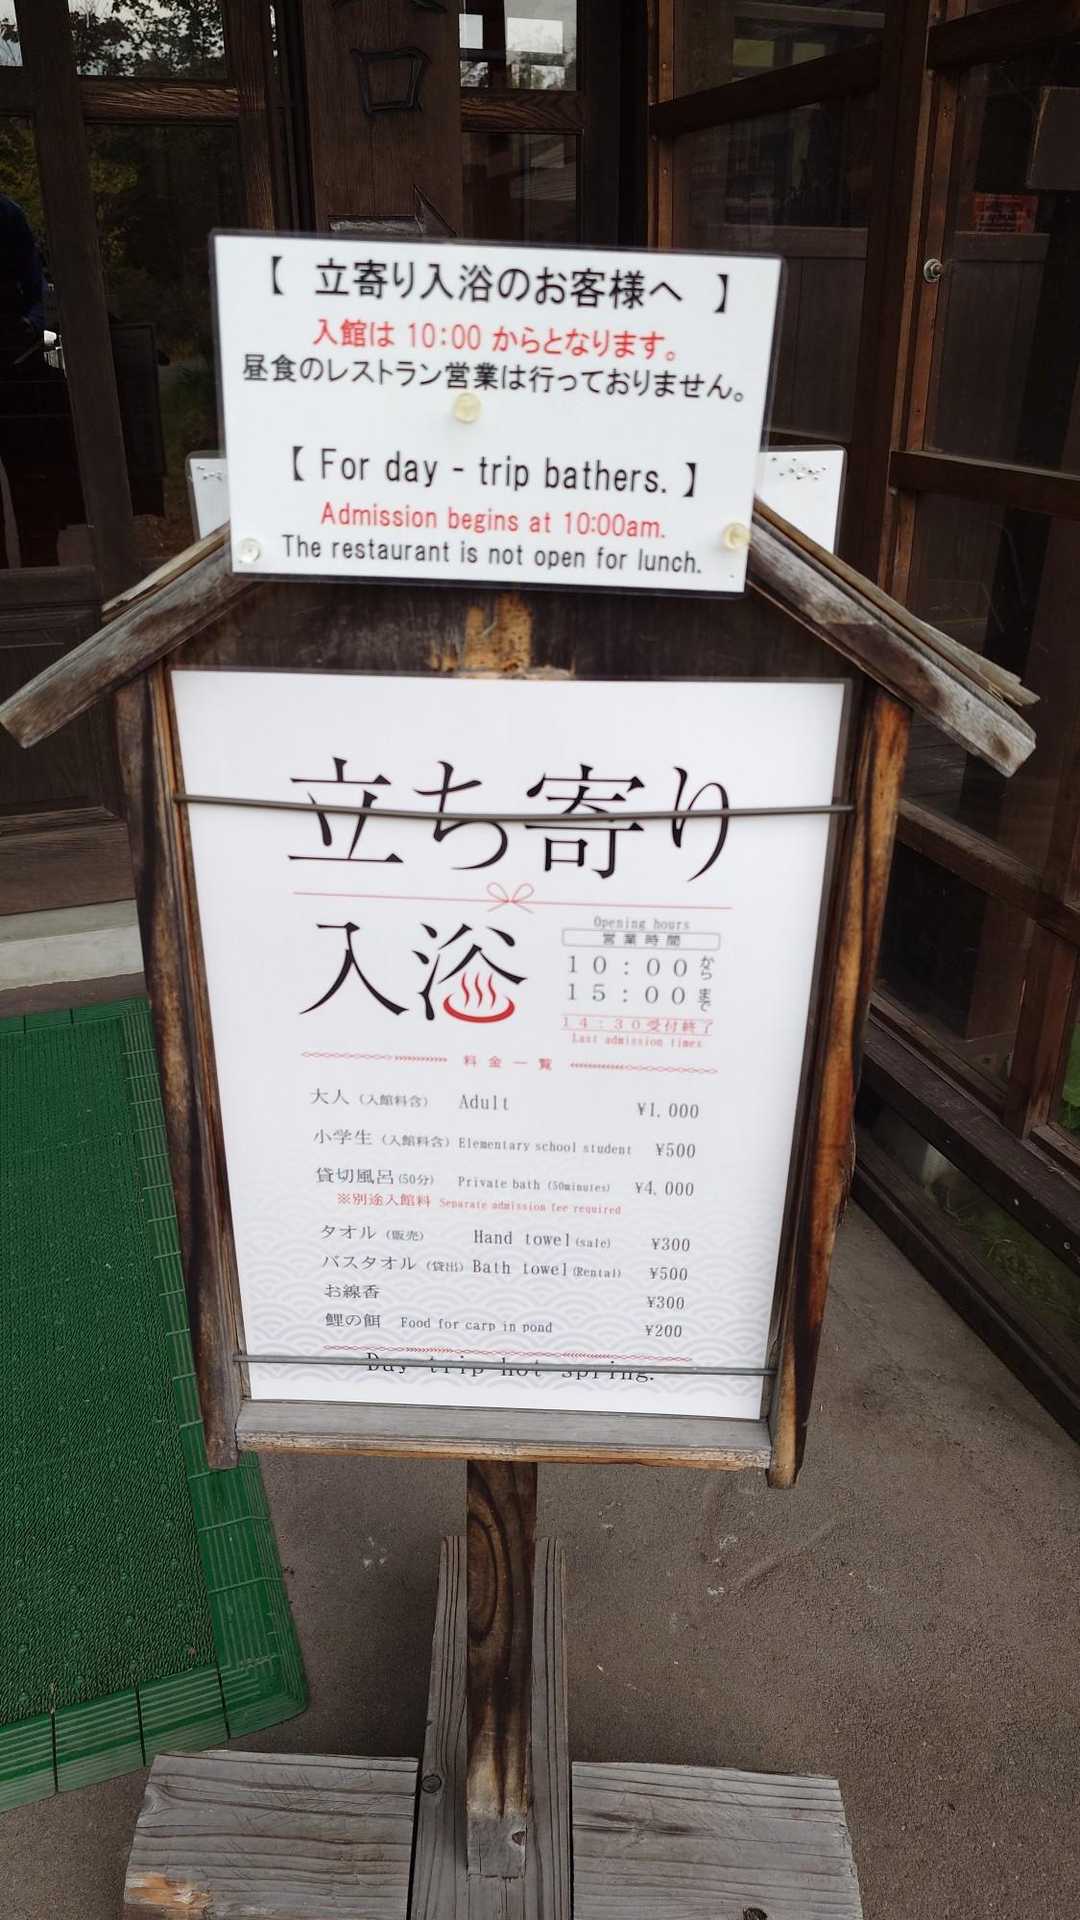 【 立寄り入浴のお客様へ 】
入館は 10:00 からとなります。
昼食のレストラン営業は行っておりません。
【 For day - trip bathers. 】
Admission begins at 10:00am.
The restaurant is not open for lunch.
立ち寄り
入浴
Opening hours
営業時間
10:00から
15:00まで
14:30受付終了
Last admission times
料金一覧
大人(入館料含) Adult ¥1,000
小学生(入館料含) Elementary school student ¥500
貸切風呂(50分) Private bath (50minutes) ¥4,000
※別途入館料 Separate admission fee required
タオル(販売) Hand towel(sale) ¥300
バスタオル(貸出) Bath towel(Rental) ¥500
お線香 ¥300
鯉の餌 Food for carp in pond ¥200
Day trip hot spring.